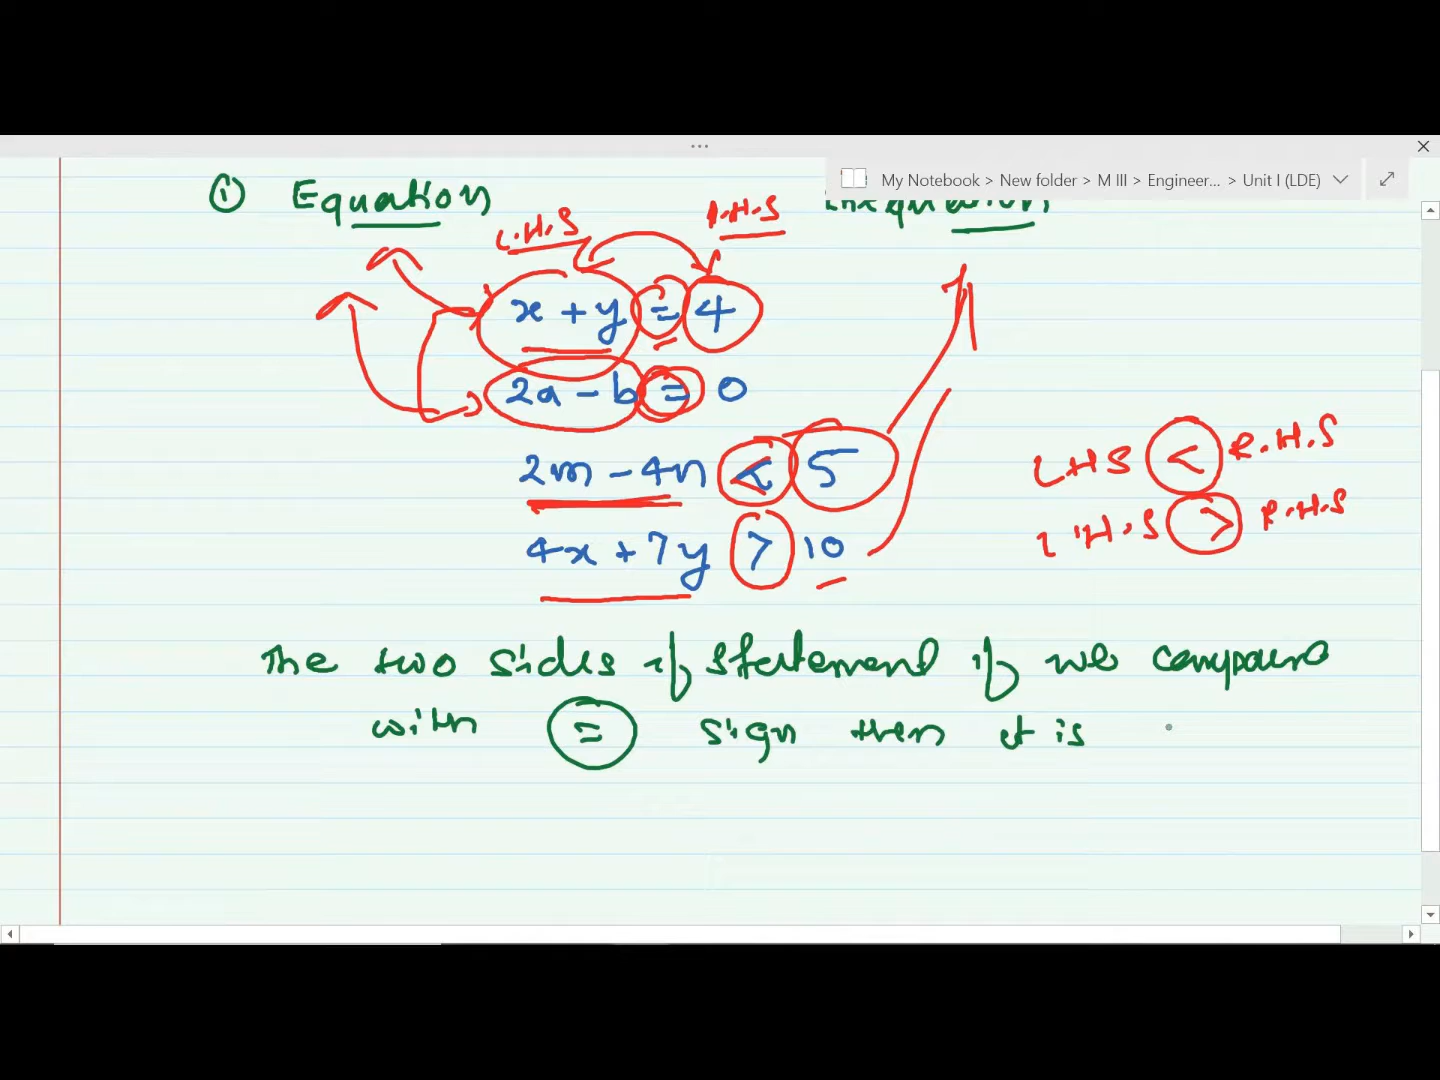 My Notebook > New folder > M III > Engineer... > Unit I (LDE)
① Equation Inequation
L.H.S R.H.S
x + y = 4
2a - b = 0
2m - 4n < 5
LHS < R.H.S
4x + 7y > 10
L.H.S > R.H.S
The two sides of statement if we compare
with = sign then it is